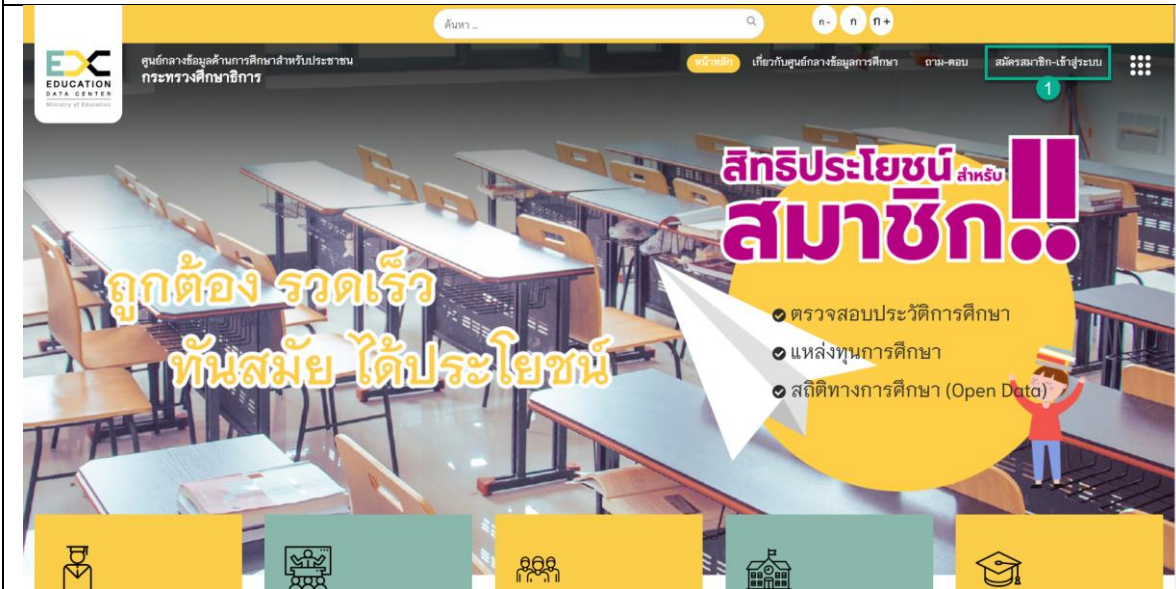 ค้นหา ...
ก-
ก
ก+
EDC
EDUCATION
DATA CENTER
Ministry of Education
ศูนย์กลางข้อมูลด้านการศึกษาสำหรับประชาชน
กระทรวงศึกษาธิการ
หน้าหลัก
เกี่ยวกับศูนย์กลางข้อมูลการศึกษา
ถาม-ตอบ
สมัครสมาชิก-เข้าสู่ระบบ
1
ถูกต้อง รวดเร็ว
ทันสมัย ได้ประโยชน์
สิทธิประโยชน์ สำหรับ
สมาชิก!!
ตรวจสอบประวัติการศึกษา
แหล่งทุนการศึกษา
สถิติทางการศึกษา (Open Data)